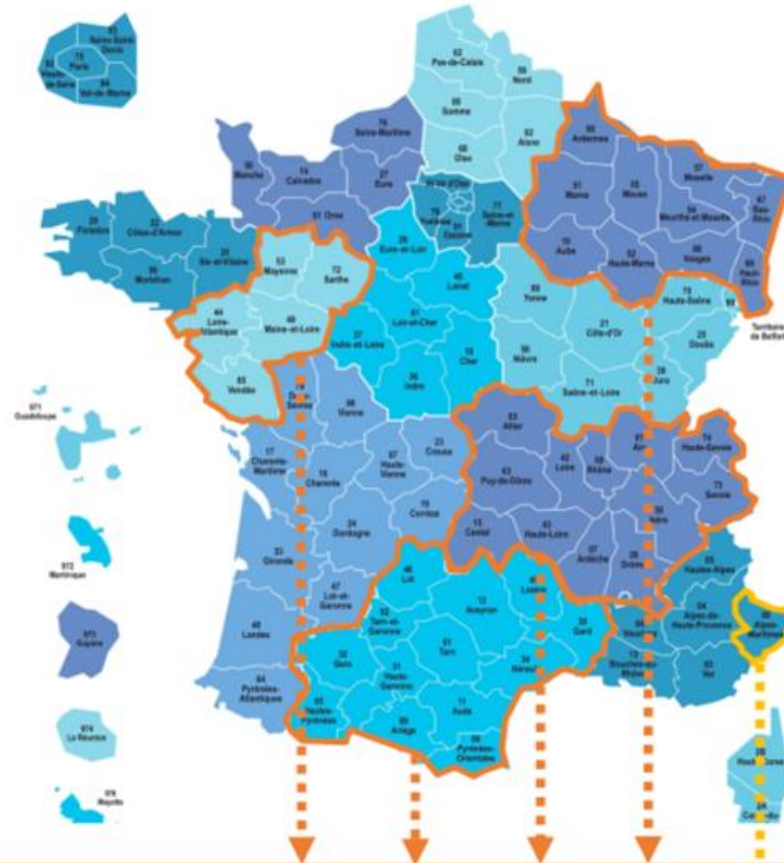 93
Seine-Saint-
Denis
75
Paris
92
Hauts-
de-Seine
94
Val-de-Marne
62
Pas-de-Calais
59
Nord
80
Somme
02
Aisne
60
Oise
76
Seine-Maritime
50
Manche
14
Calvados
27
Eure
61 Orne
08
Ardennes
51
Marne
55
Meuse
57
Moselle
54
Meurthe-et-Moselle
67
Bas-
Rhin
10
Aube
52
Haute-Marne
88
Vosges
68
Haut-
Rhin
95 Val d'Oise
78
Yvelines
91
Essonne
77
Seine-et-
Marne
29
Finistère
22
Côtes-d'Armor
35
Ille-et-Vilaine
56
Morbihan
53
Mayenne
72
Sarthe
44
Loire-
Atlantique
49
Maine-et-Loire
85
Vendée
28
Eure-et-Loir
45
Loiret
41
Loir-et-Cher
37
Indre-et-Loire
18
Cher
36
Indre
89
Yonne
58
Nièvre
21
Côte-d'Or
71
Saône-et-Loire
70
Haute-Saône
90
Territoire
de Belfort
25
Doubs
39
Jura
79
Sèvres
86
Vienne
17
Charente-
Maritime
16
Charente
87
Haute-
Vienne
23
Creuse
19
Corrèze
24
Dordogne
33
Gironde
47
Lot-et-
Garonne
40
Landes
64
Pyrénées-
Atlantiques
Allier
63
Puy-de-Dôme
42
Loire
69
Rhône
74
Haute-Savoie
73
Savoie
15
Cantal
43
Haute-Loire
07
Ardèche
26
Drôme
46
Lot
12
Aveyron
Lozère
30
Gard
82
Tarn-et-
Garonne
81
Tarn
32
Gers
31
Haute-
Garonne
34
65
Hautes-
Pyrénées
09
Ariège
11
Aude
66
Pyrénées-
Orientales
05
Hautes-Alpes
04
Alpes-de-
Haute-Provence
06
Alpes-
Maritimes
84
13
Bouches-du-
Rhône
83
Var
971
Guadeloupe
972
Martinique
973
Guyane
974
La Réunion
976
Mayotte